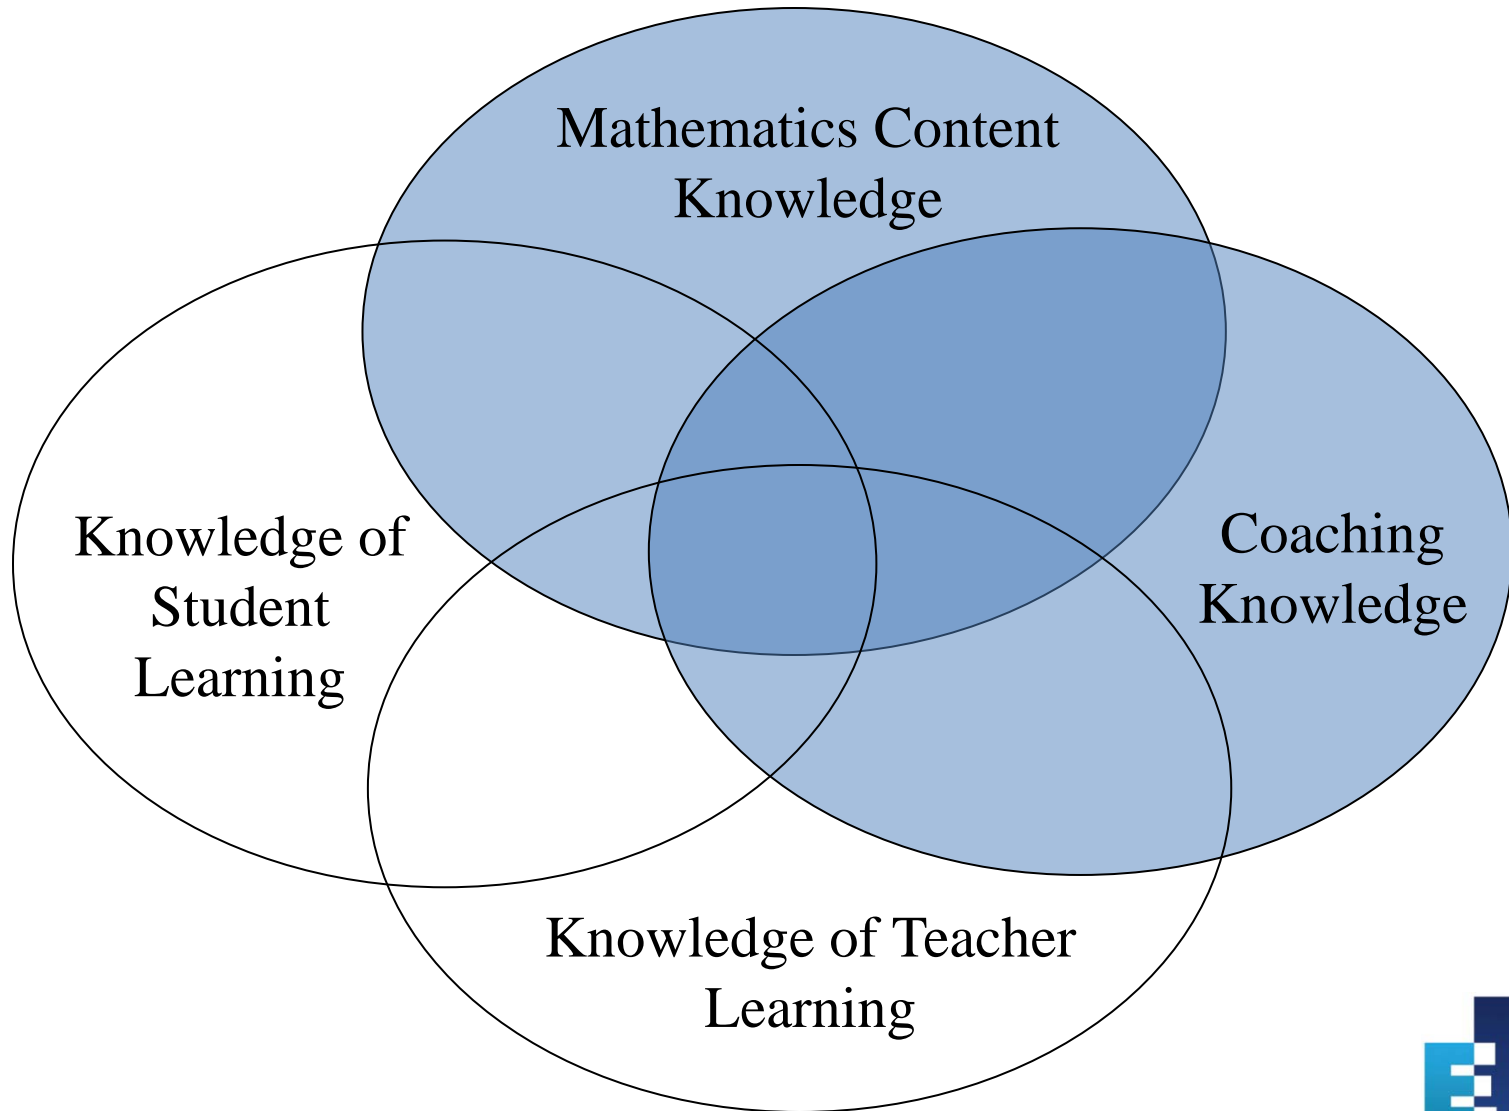 Mathematics Content
Knowledge
Knowledge of
Student
Learning
Coaching
Knowledge
Knowledge of Teacher
Learning